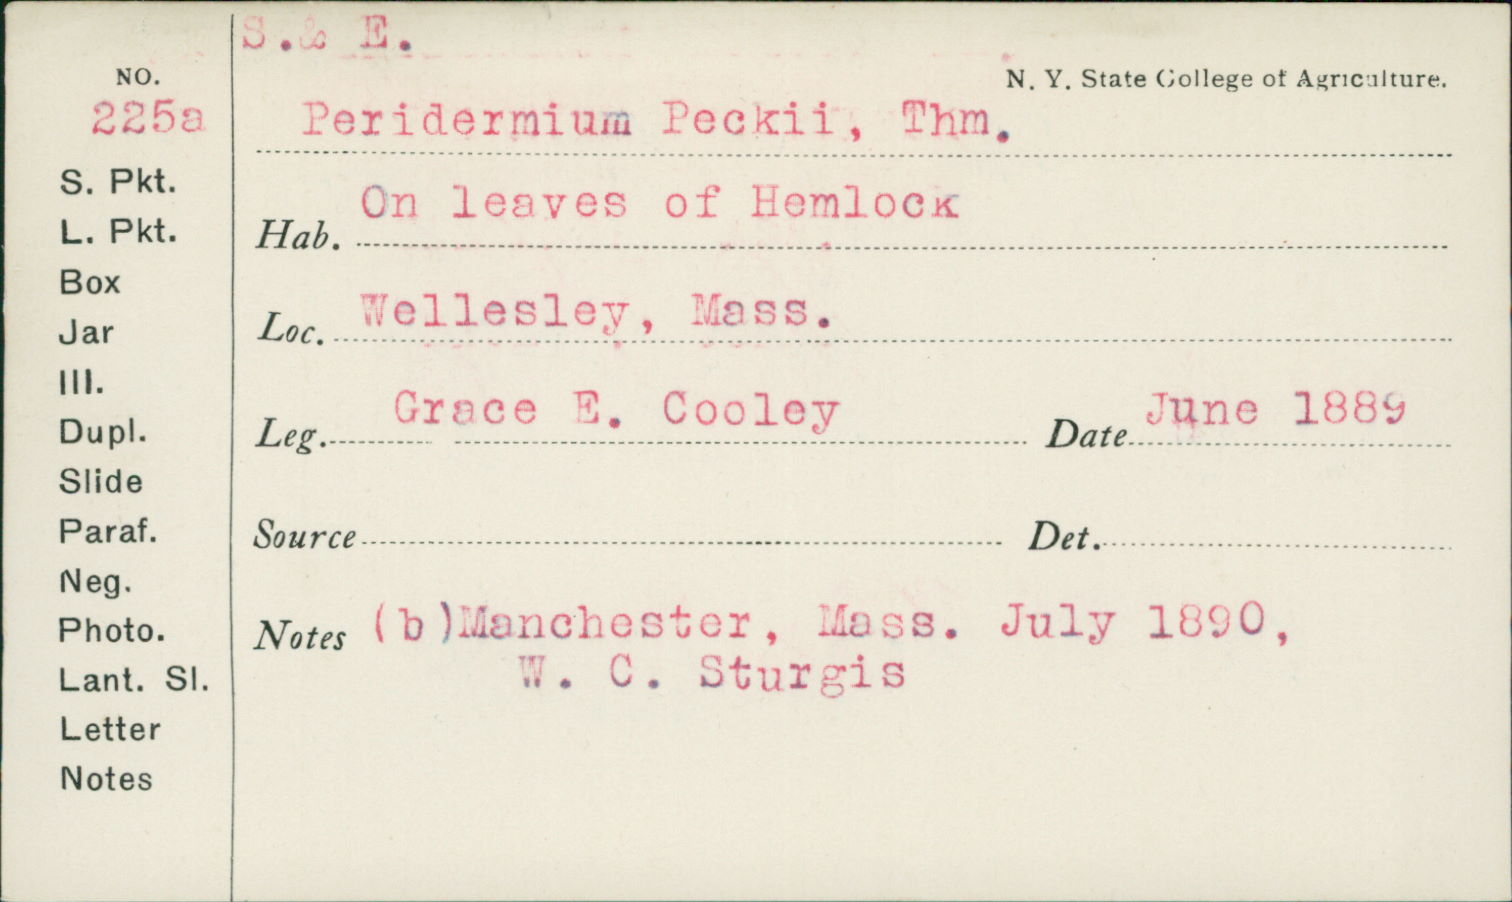 S.& E.
NO.
N. Y. State College of Agriculture.
225a
Peridermium Peckii, Thm.
S. Pkt.
On leaves of Hemlock
L. Pkt.
Hab.
Box
Wellesley, Mass.
Jar
Loc.
Ill.
Grace E. Cooley
June 1889
Dupl.
Leg.
Date
Slide
Paraf.
Source
Det.
Neg.
Photo.
Notes (b)Manchester, Mass. July 1890,
W. C. Sturgis
Lant. Sl.
Letter
Notes